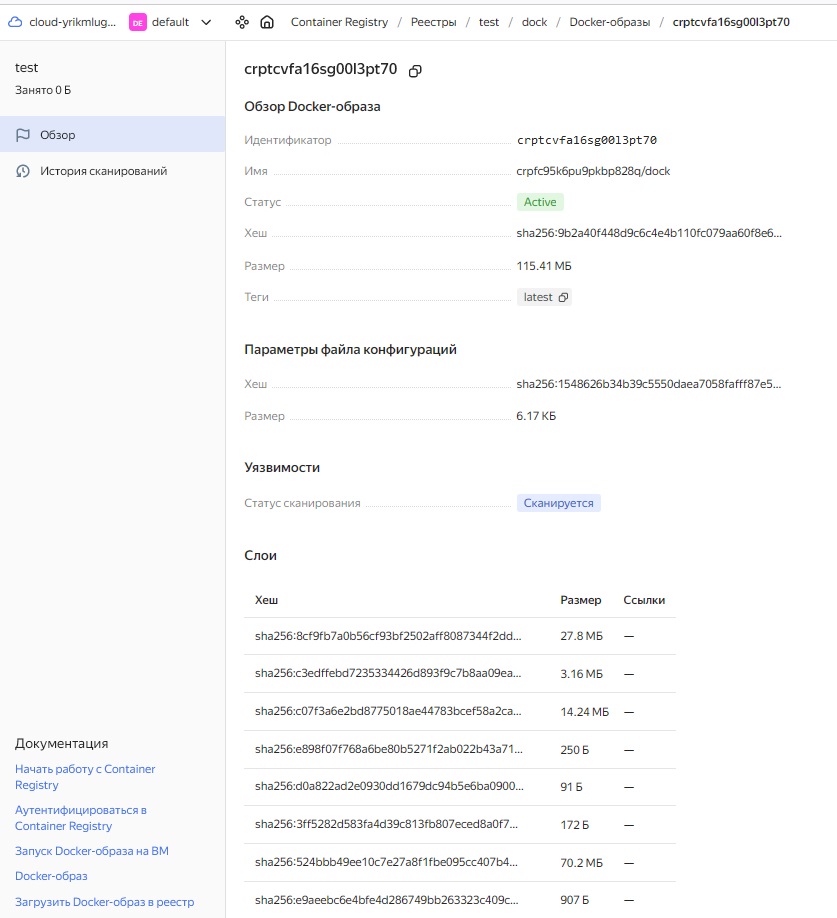 cloud-yrikmlug... DE default Container Registry / Реестры / test / dock / Docker-образы / crptcvfa16sg00l3pt70
test
Занято 0 Б
Обзор
История сканирований
Документация
Начать работу с Container
Registry
Аутентифицироваться в
Container Registry
Запуск Docker-образа на ВМ
Docker-образ
Загрузить Docker-образ в реестр
crptcvfa16sg00l3pt70
Обзор Docker-образа
Идентификатор crptcvfa16sg00l3pt70
Имя crpfc95k6pu9pkbp828q/dock
Статус Active
Хеш sha256:9b2a40f448d9c6c4e4b110fc079aa60f8e6...
Размер 115.41 МБ
Теги latest
Параметры файла конфигураций
Хеш sha256:1548626b34b39c5550daea7058fafff87e5...
Размер 6.17 КБ
Уязвимости
Статус сканирования Сканируется
Слои
Хеш Размер Ссылки
sha256:8cf9fb7a0b56cf93bf2502aff8087344f2dd... 27.8 МБ —
sha256:c3edffebd7235334426d893f9c7b8aa09ea... 3.16 МБ —
sha256:c07f3a6e2bd8775018ae44783bcef58a2ca... 14.24 МБ —
sha256:e898f07f768a6be80b5271f2ab022b43a71... 250 Б —
sha256:d0a822ad2e0930dd1679dc94b5e6ba0900... 91 Б —
sha256:3ff5282d583fa4d39c813fb807eced8a0f7... 172 Б —
sha256:524bbb49ee10c7e27a8f1fbe095cc407b4... 70.2 МБ —
sha256:e9aeebc6e4bfe4d286749bb263323c409c... 907 Б —